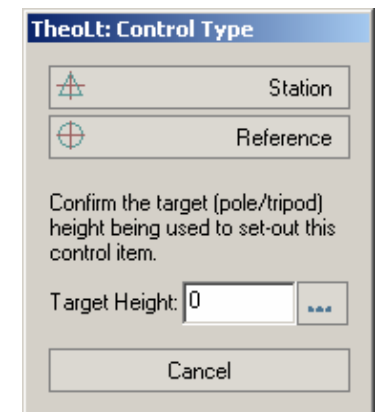 TheoLt: Control Type
Station
Reference
Confirm the target (pole/tripod)
height being used to set-out this
control item.
Target Height: 0 ...
Cancel